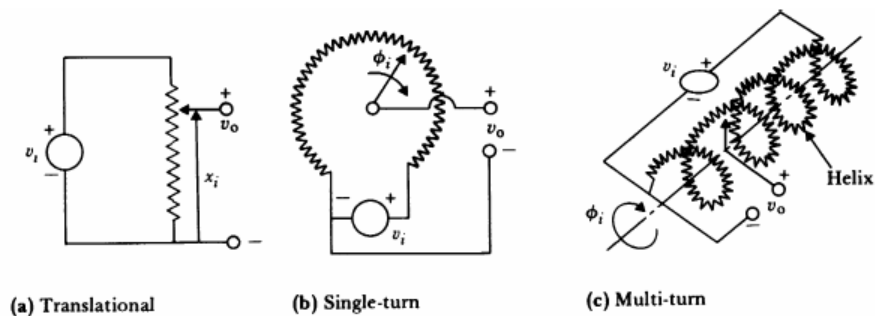 +
v_i
−
+
v_o
x_i
−
(a) Translational
ϕ_i
+
v_o
−
−
+
v_i
(b) Single-turn
v_i
+
−
Helix
+
v_o
−
ϕ_i
(c) Multi-turn